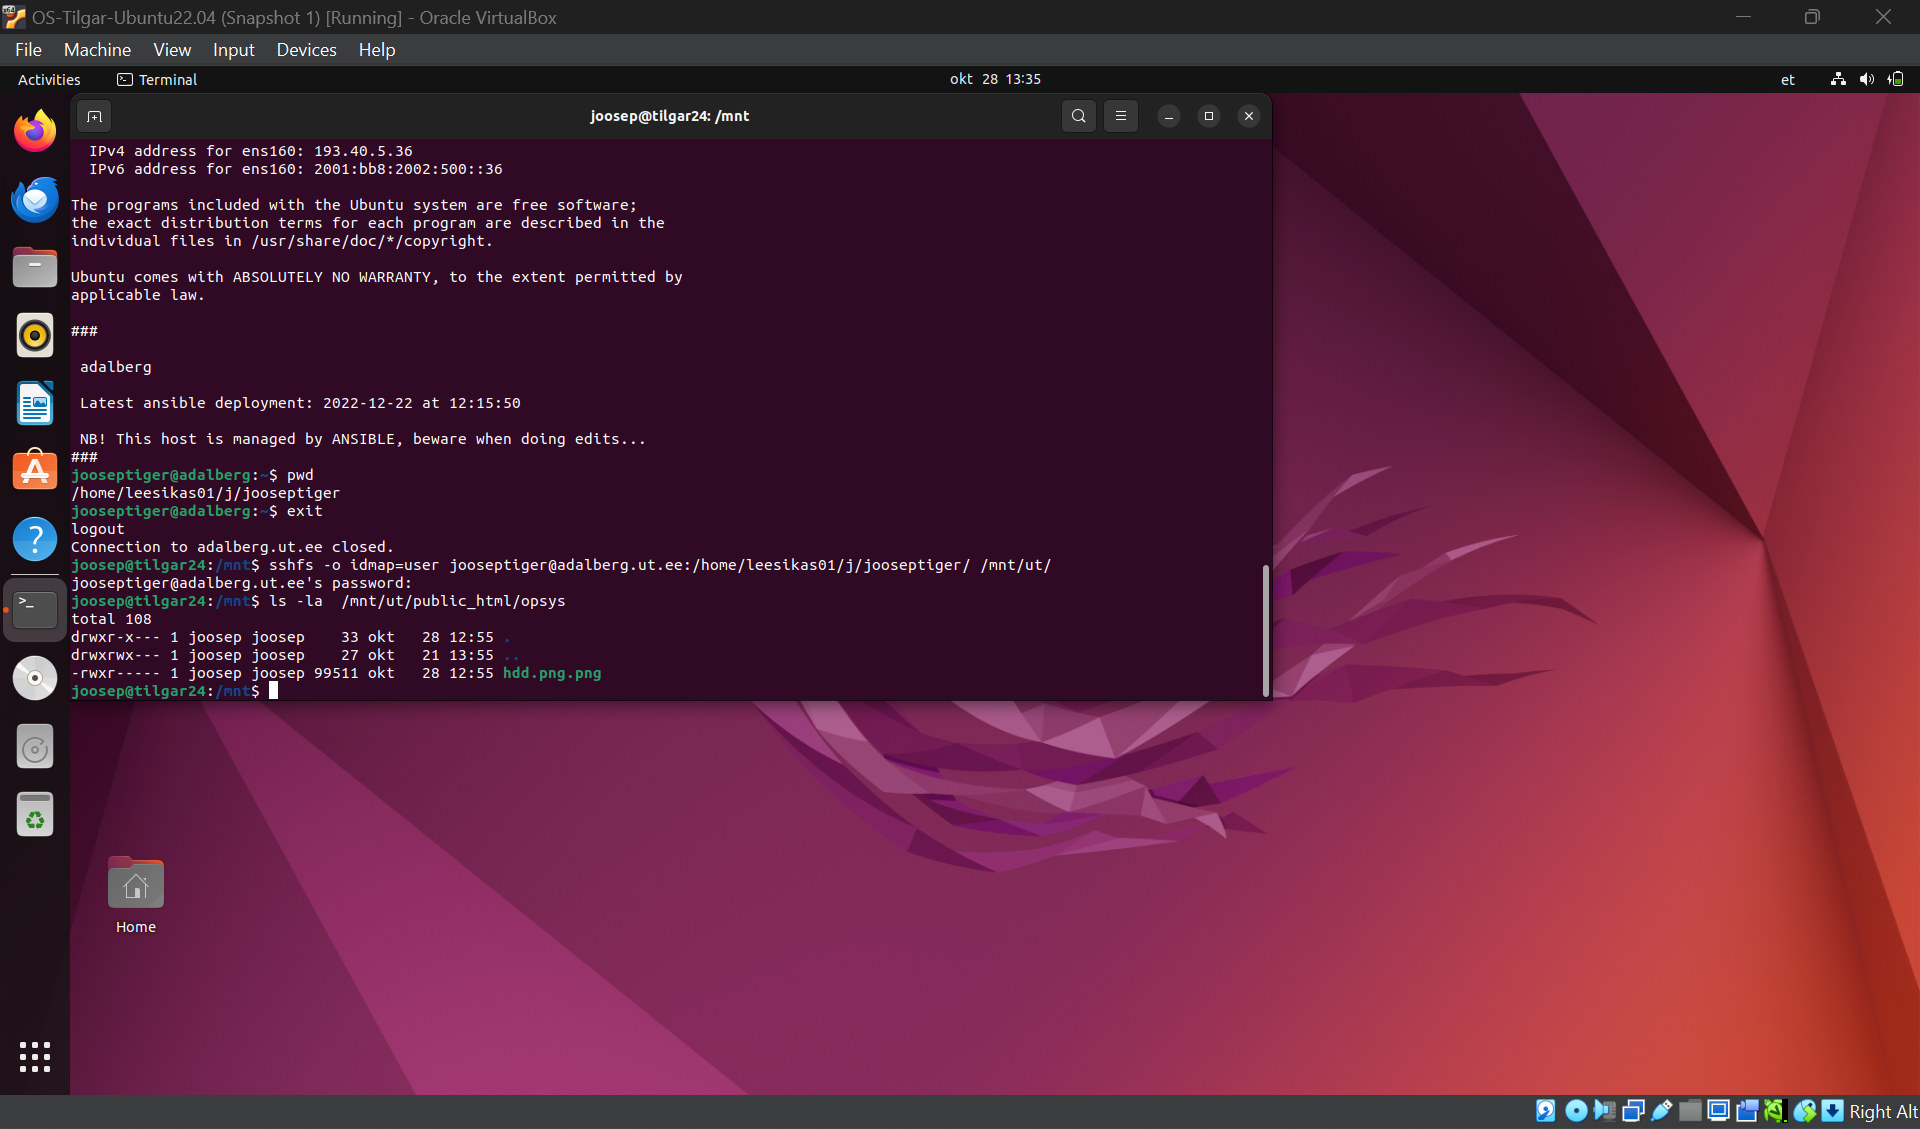 OS-Tilgar-Ubuntu22.04 (Snapshot 1) [Running] - Oracle VirtualBox
File Machine View Input Devices Help
Activities Terminal okt 28 13:35 et
joosep@tilgar24: /mnt
IPv4 address for ens160: 193.40.5.36
IPv6 address for ens160: 2001:bb8:2002:500::36
The programs included with the Ubuntu system are free software;
the exact distribution terms for each program are described in the
individual files in /usr/share/doc/*/copyright.
Ubuntu comes with ABSOLUTELY NO WARRANTY, to the extent permitted by
applicable law.
###
adalberg
Latest ansible deployment: 2022-12-22 at 12:15:50
NB! This host is managed by ANSIBLE, beware when doing edits...
###
jooseptiger@adalberg:~$ pwd
/home/leesikas01/j/jooseptiger
jooseptiger@adalberg:~$ exit
logout
Connection to adalberg.ut.ee closed.
joosep@tilgar24:/mnt$ sshfs -o idmap=user jooseptiger@adalberg.ut.ee:/home/leesikas01/j/jooseptiger/ /mnt/ut/
jooseptiger@adalberg.ut.ee's password:
joosep@tilgar24:/mnt$ ls -la  /mnt/ut/public_html/opsys
total 108
drwxr-x--- 1 joosep joosep    33 okt   28 12:55 .
drwxrwx--- 1 joosep joosep    27 okt   21 13:55 ..
-rwxr----- 1 joosep joosep 99511 okt   28 12:55 hdd.png.png
joosep@tilgar24:/mnt$
Home
Right Alt